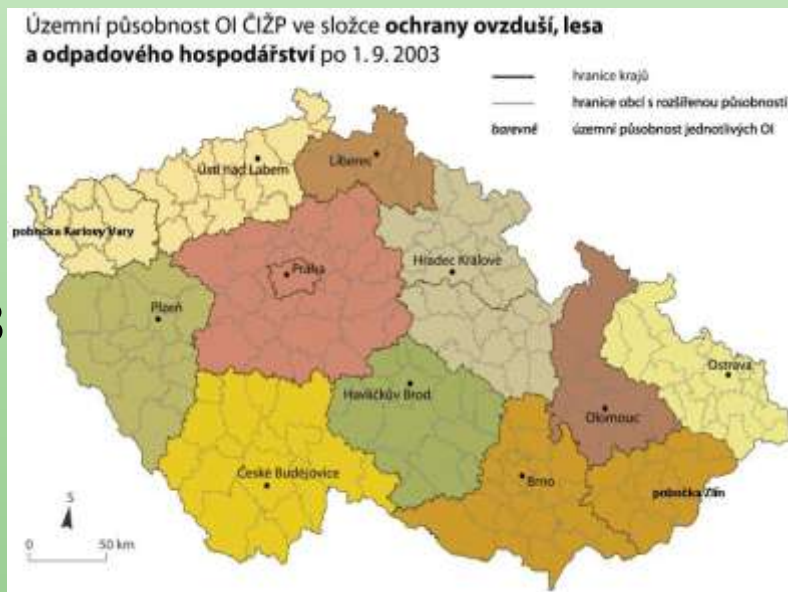 Územní působnost OI ČIŽP ve složce ochrany ovzduší, lesa
a odpadového hospodářství po 1. 9. 2003
hranice krajů
hranice obcí s rozšířenou působností
barevně územní působnost jednotlivých OI
Ústí nad Labem
Liberec
pobočka Karlovy Vary
Praha
Hradec Králové
Plzeň
Ostrava
Havlíčkův Brod
Olomouc
České Budějovice
Brno
pobočka Zlín
S
0 50 km